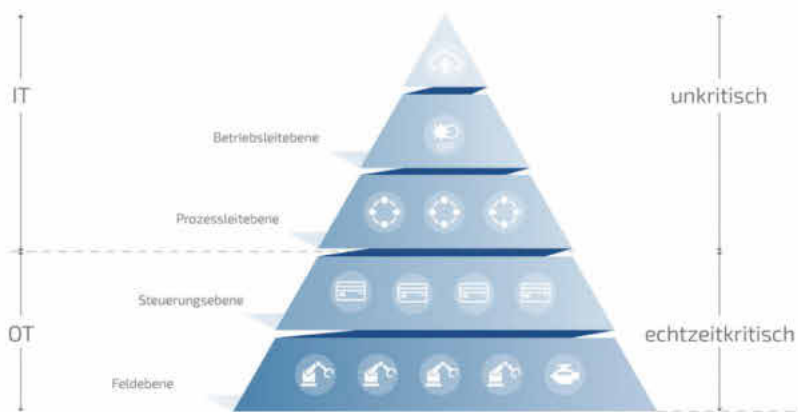 IT
unkritisch
Betriebsleitebene
Prozessleitebene
Steuerungsebene
OT
echtzeitkritisch
Feldebene